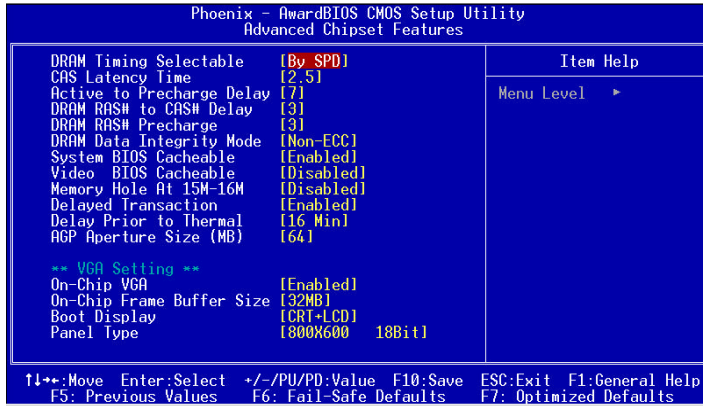 Phoenix - AwardBIOS CMOS Setup Utility
Advanced Chipset Features
DRAM Timing Selectable [By SPD]
CAS Latency Time [2.5]
Active to Precharge Delay [7]
DRAM RAS# to CAS# Delay [3]
DRAM RAS# Precharge [3]
DRAM Data Integrity Mode [Non-ECC]
System BIOS Cacheable [Enabled]
Video BIOS Cacheable [Disabled]
Memory Hole At 15M-16M [Disabled]
Delayed Transaction [Enabled]
Delay Prior to Thermal [16 Min]
AGP Aperture Size (MB) [64]
** VGA Setting **
On-Chip VGA [Enabled]
On-Chip Frame Buffer Size [32MB]
Boot Display [CRT+LCD]
Panel Type [800X600 18Bit]
Item Help
Menu Level ►
↑↓→←:Move Enter:Select +/-/PU/PD:Value F10:Save ESC:Exit F1:General Help
F5: Previous Values F6: Fail-Safe Defaults F7: Optimized Defaults